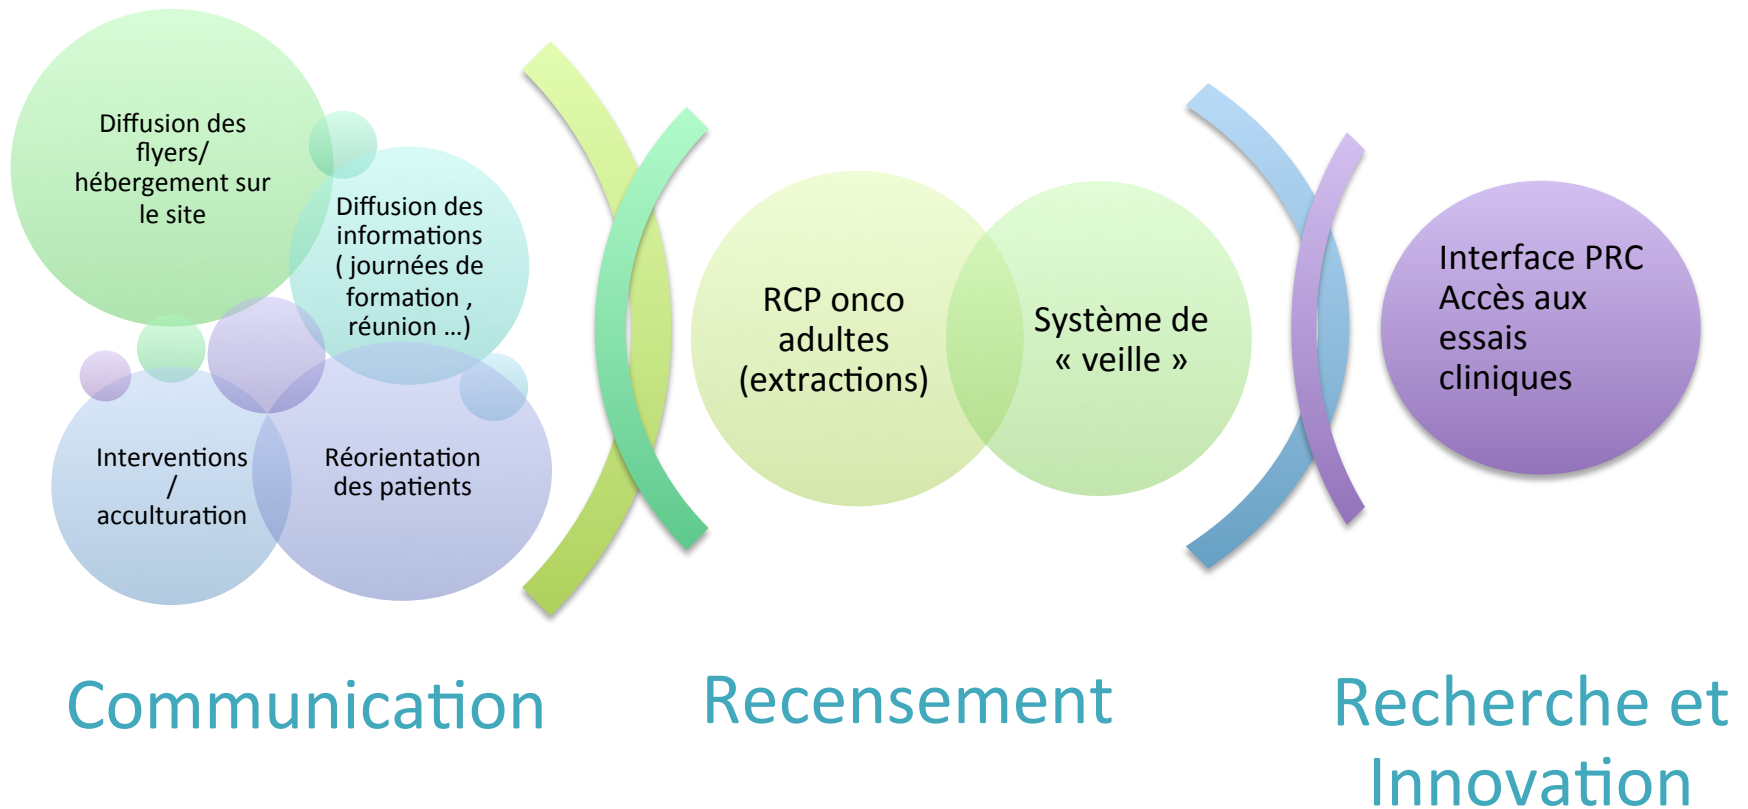 Diffusion des
flyers/
hébergement sur
le site
Diffusion des
informations
( journées de
formation ,
réunion ...)
Interventions
/
acculturation
Réorientation
des patients
RCP onco
adultes
(extractions)
Système de
« veille »
Interface PRC
Accès aux
essais
cliniques
Communication
Recensement
Recherche et
Innovation